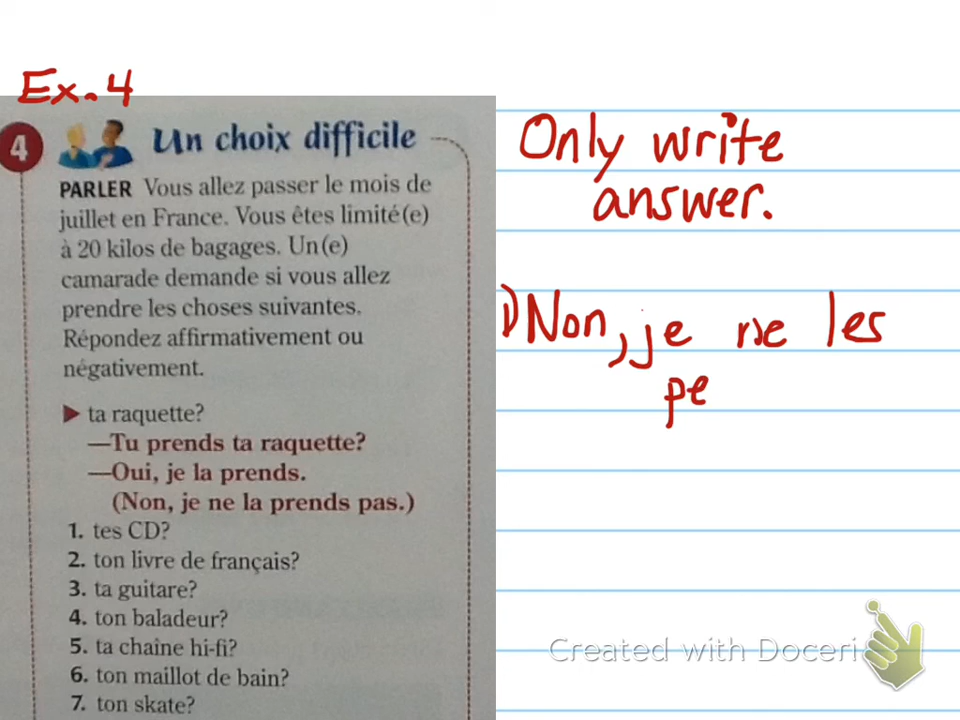 Ex. 4
4 Un choix difficile
PARLER Vous allez passer le mois de
juillet en France. Vous êtes limité(e)
à 20 kilos de bagages. Un(e)
camarade demande si vous allez
prendre les choses suivantes.
Répondez affirmativement ou
négativement.
▶ ta raquette?
—Tu prends ta raquette?
—Oui, je la prends.
(Non, je ne la prends pas.)
1. tes CD?
2. ton livre de français?
3. ta guitare?
4. ton baladeur?
5. ta chaîne hi-fi?
6. ton maillot de bain?
7. ton skate?
Only write
answer.
1) Non, je ne les
pe
Created with Doceri